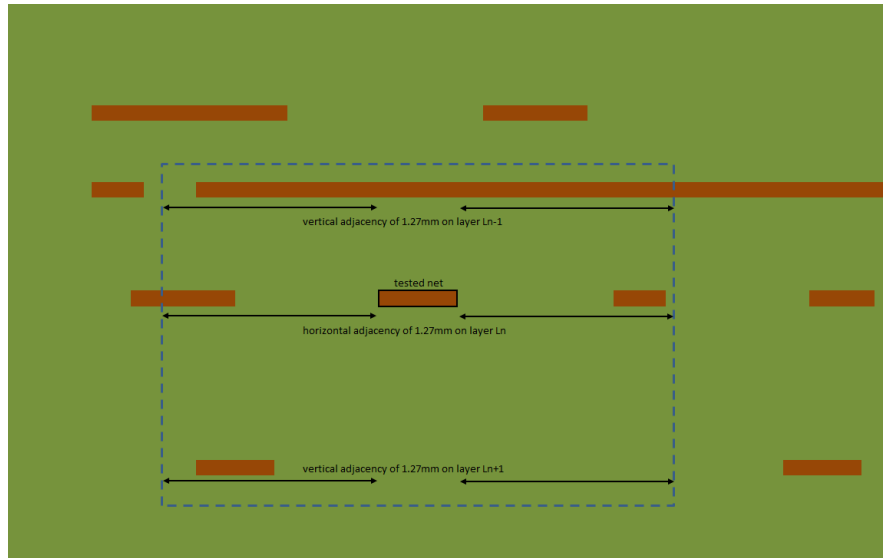 vertical adjacency of 1.27mm on layer Ln-1
tested net
horizontal adjacency of 1.27mm on layer Ln
vertical adjacency of 1.27mm on layer Ln+1